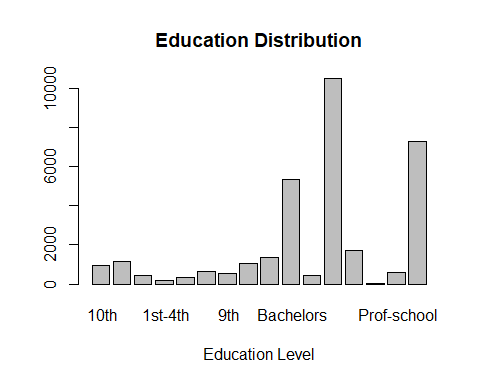 Education Distribution
10000
6000
2000
0
10th 1st-4th 9th Bachelors Prof-school
Education Level